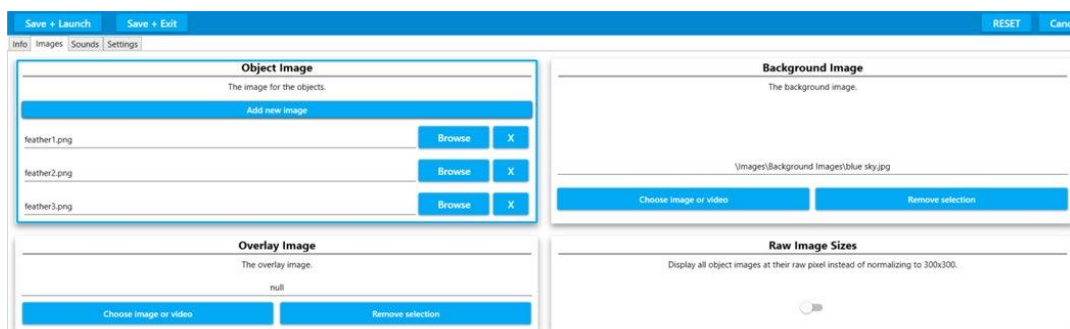 Save + Launch Save + Exit RESET
Info Images Sounds Settings
Object Image
The image for the objects.
Add new image
feather1.png Browse X
feather2.png Browse X
feather3.png Browse X
Background Image
The background image.
\Images\Background Images\blue sky.jpg
Choose image or video Remove selection
Overlay Image
The overlay image.
null
Choose image or video Remove selection
Raw Image Sizes
Display all object images at their raw pixel instead of normalizing to 300x300.